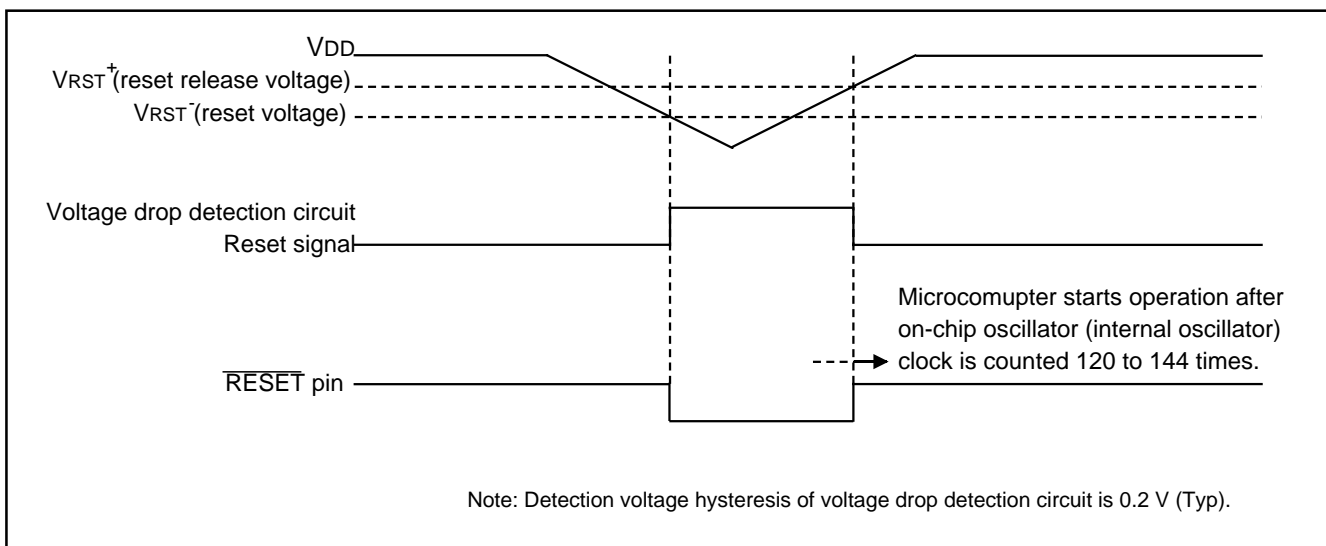 VDD
VRST+(reset release voltage)
VRST-(reset voltage)
Voltage drop detection circuit
Reset signal
Microcomupter starts operation after
on-chip oscillator (internal oscillator)
clock is counted 120 to 144 times.
RESET pin
Note: Detection voltage hysteresis of voltage drop detection circuit is 0.2 V (Typ).